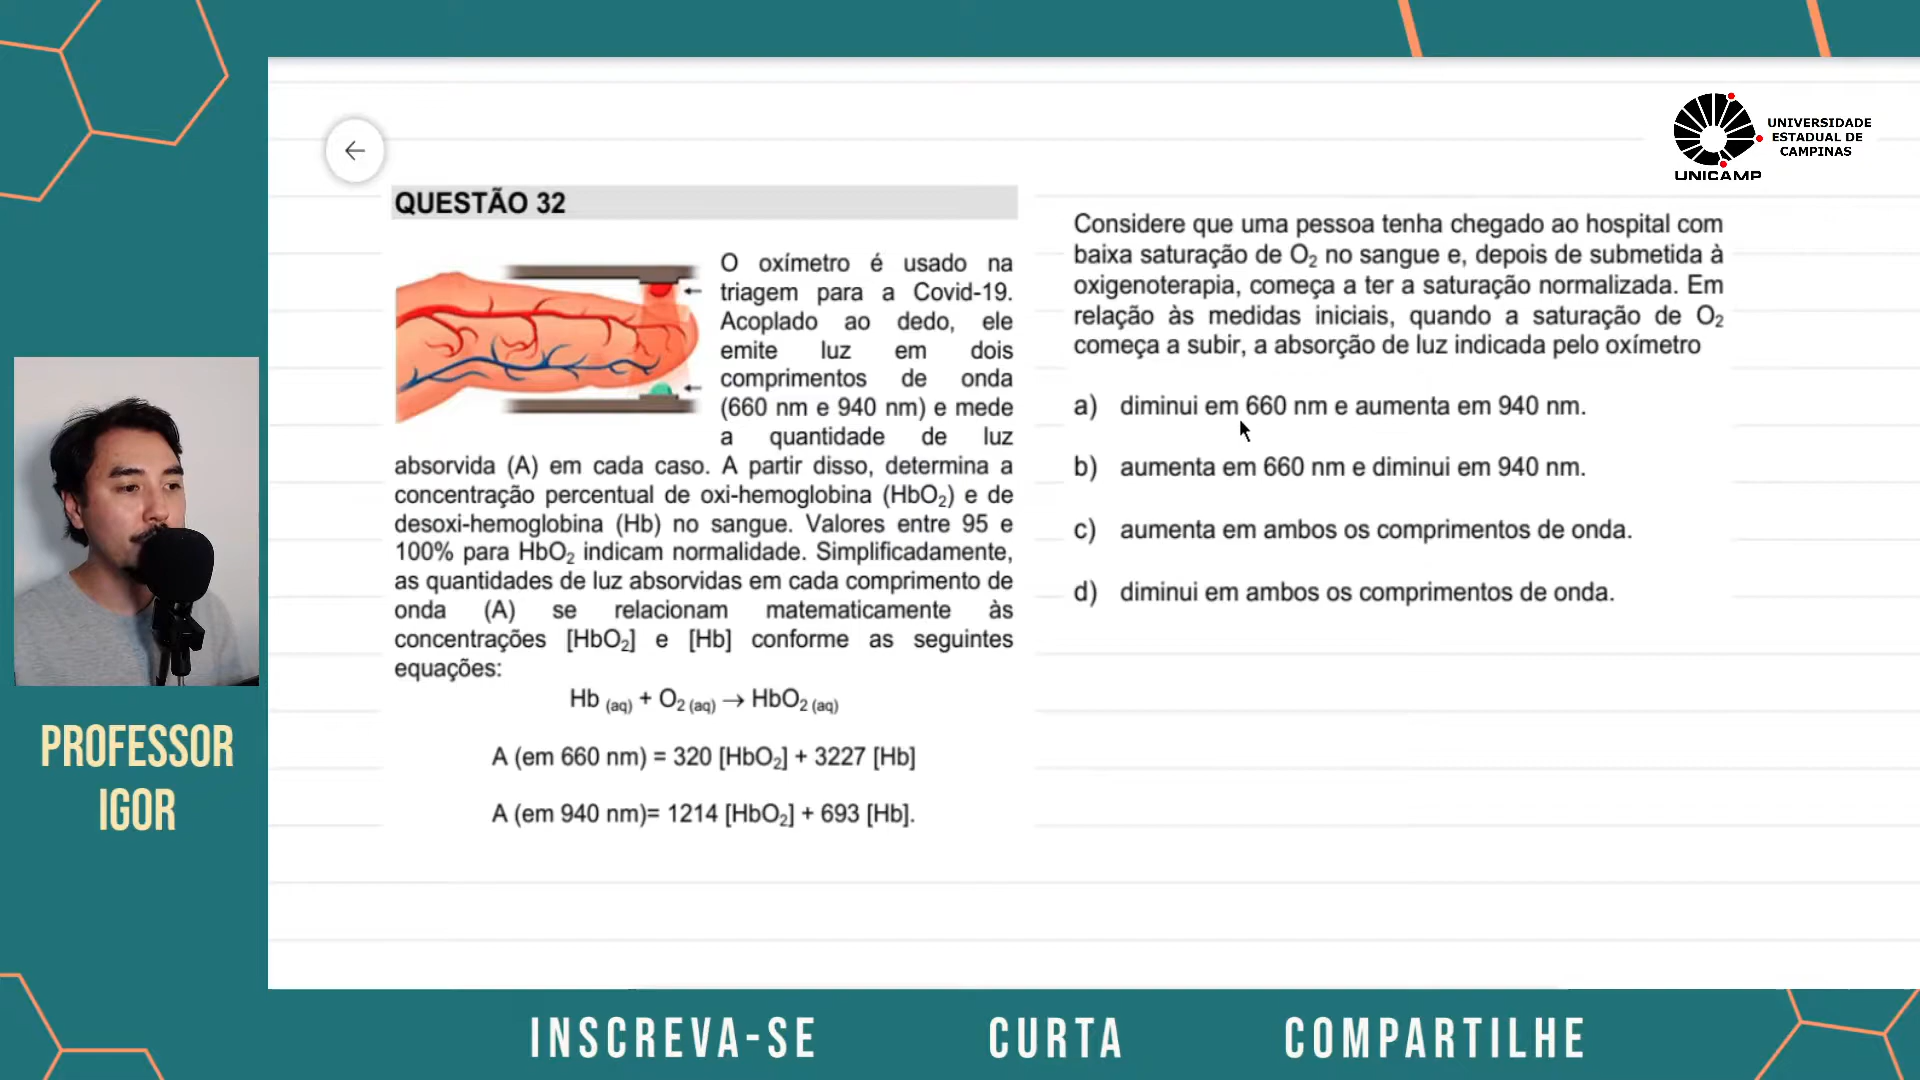 UNIVERSIDADE
ESTADUAL DE
CAMPINAS
UNICAMP
QUESTÃO 32
O oxímetro é usado na
triagem para a Covid-19.
Acoplado ao dedo, ele
emite luz em dois
comprimentos de onda
(660 nm e 940 nm) e mede
a quantidade de luz
absorvida (A) em cada caso. A partir disso, determina a
concentração percentual de oxi-hemoglobina (HbO₂) e de
desoxi-hemoglobina (Hb) no sangue. Valores entre 95 e
100% para HbO₂ indicam normalidade. Simplificadamente,
as quantidades de luz absorvidas em cada comprimento de
onda (A) se relacionam matematicamente às
concentrações [HbO₂] e [Hb] conforme as seguintes
equações:
Hb (aq) + O₂ (aq) → HbO₂ (aq)
A (em 660 nm) = 320 [HbO₂] + 3227 [Hb]
A (em 940 nm)= 1214 [HbO₂] + 693 [Hb].
Considere que uma pessoa tenha chegado ao hospital com
baixa saturação de O₂ no sangue e, depois de submetida à
oxigenoterapia, começa a ter a saturação normalizada. Em
relação às medidas iniciais, quando a saturação de O₂
começa a subir, a absorção de luz indicada pelo oxímetro
a) diminui em 660 nm e aumenta em 940 nm.
b) aumenta em 660 nm e diminui em 940 nm.
c) aumenta em ambos os comprimentos de onda.
d) diminui em ambos os comprimentos de onda.
PROFESSOR
IGOR
INSCREVA-SE CURTA COMPARTILHE